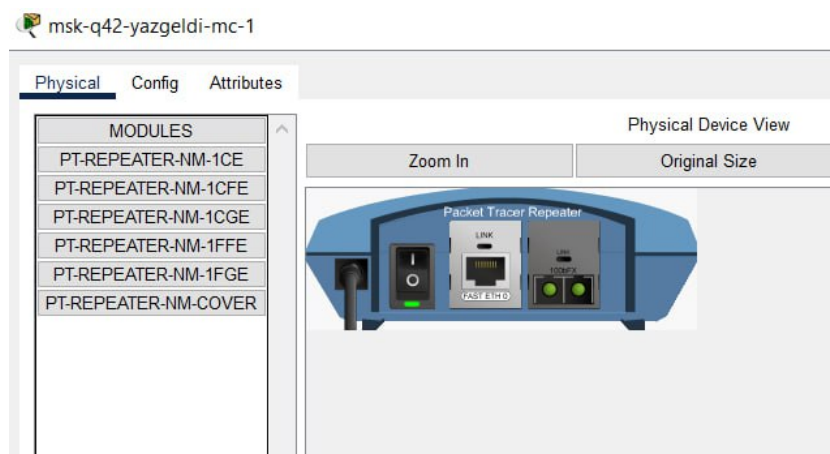 msk-q42-yazgeldi-mc-1
Physical Config Attributes
MODULES
PT-REPEATER-NM-1CE
PT-REPEATER-NM-1CFE
PT-REPEATER-NM-1CGE
PT-REPEATER-NM-1FFE
PT-REPEATER-NM-1FGE
PT-REPEATER-NM-COVER
Physical Device View
Zoom In Original Size
Packet Tracer Repeater
LINK
LINK
100bFX
FAST ETH 0